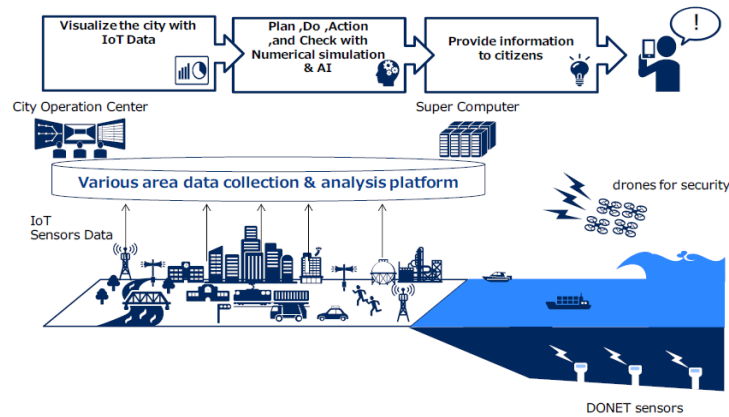 Visualize the city with
IoT Data
Plan ,Do ,Action
,and Check with
Numerical simulation
& AI
Provide information
to citizens
!
City Operation Center
Super Computer
Various area data collection & analysis platform
drones for security
IoT
Sensors Data
DONET sensors